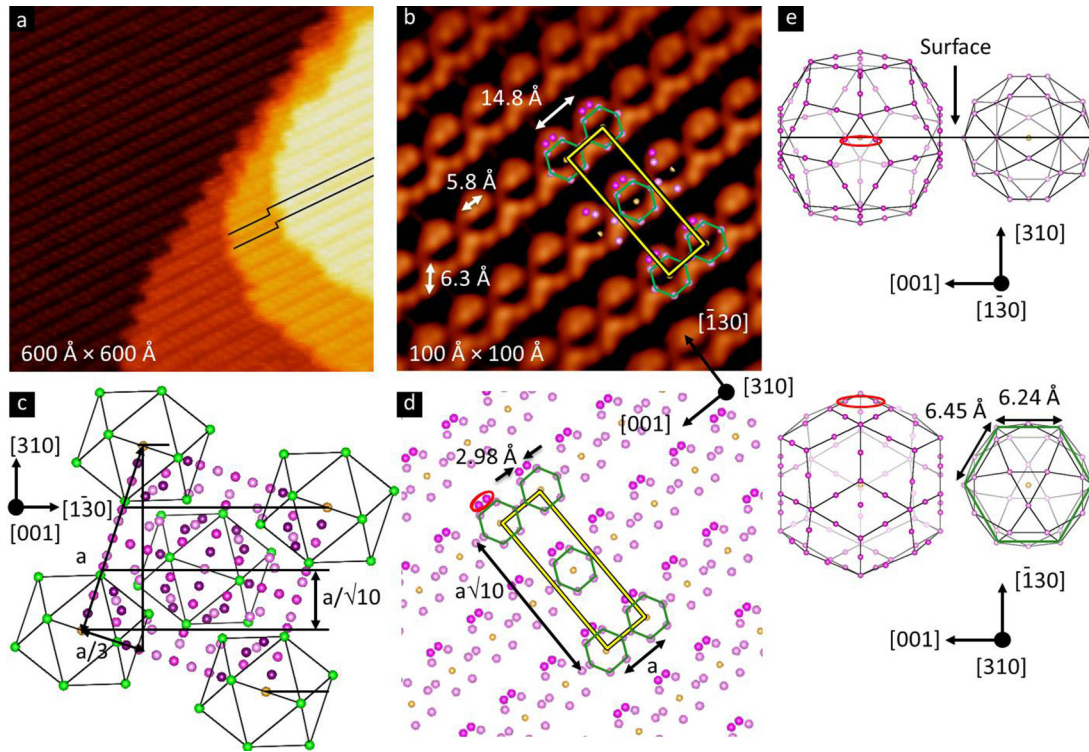 a
600 Å × 600 Å
b
14.8 Å
5.8 Å
6.3 Å
100 Å × 100 Å
[1̄30]
[310]
[001]
c
[310]
[13̄0]
[001]
a
a/3
a/√10
d
2.98 Å
a√10
a
e
Surface
[310]
[001]
[13̄0]
6.45 Å
6.24 Å
[1̄30]
[001]
[310]